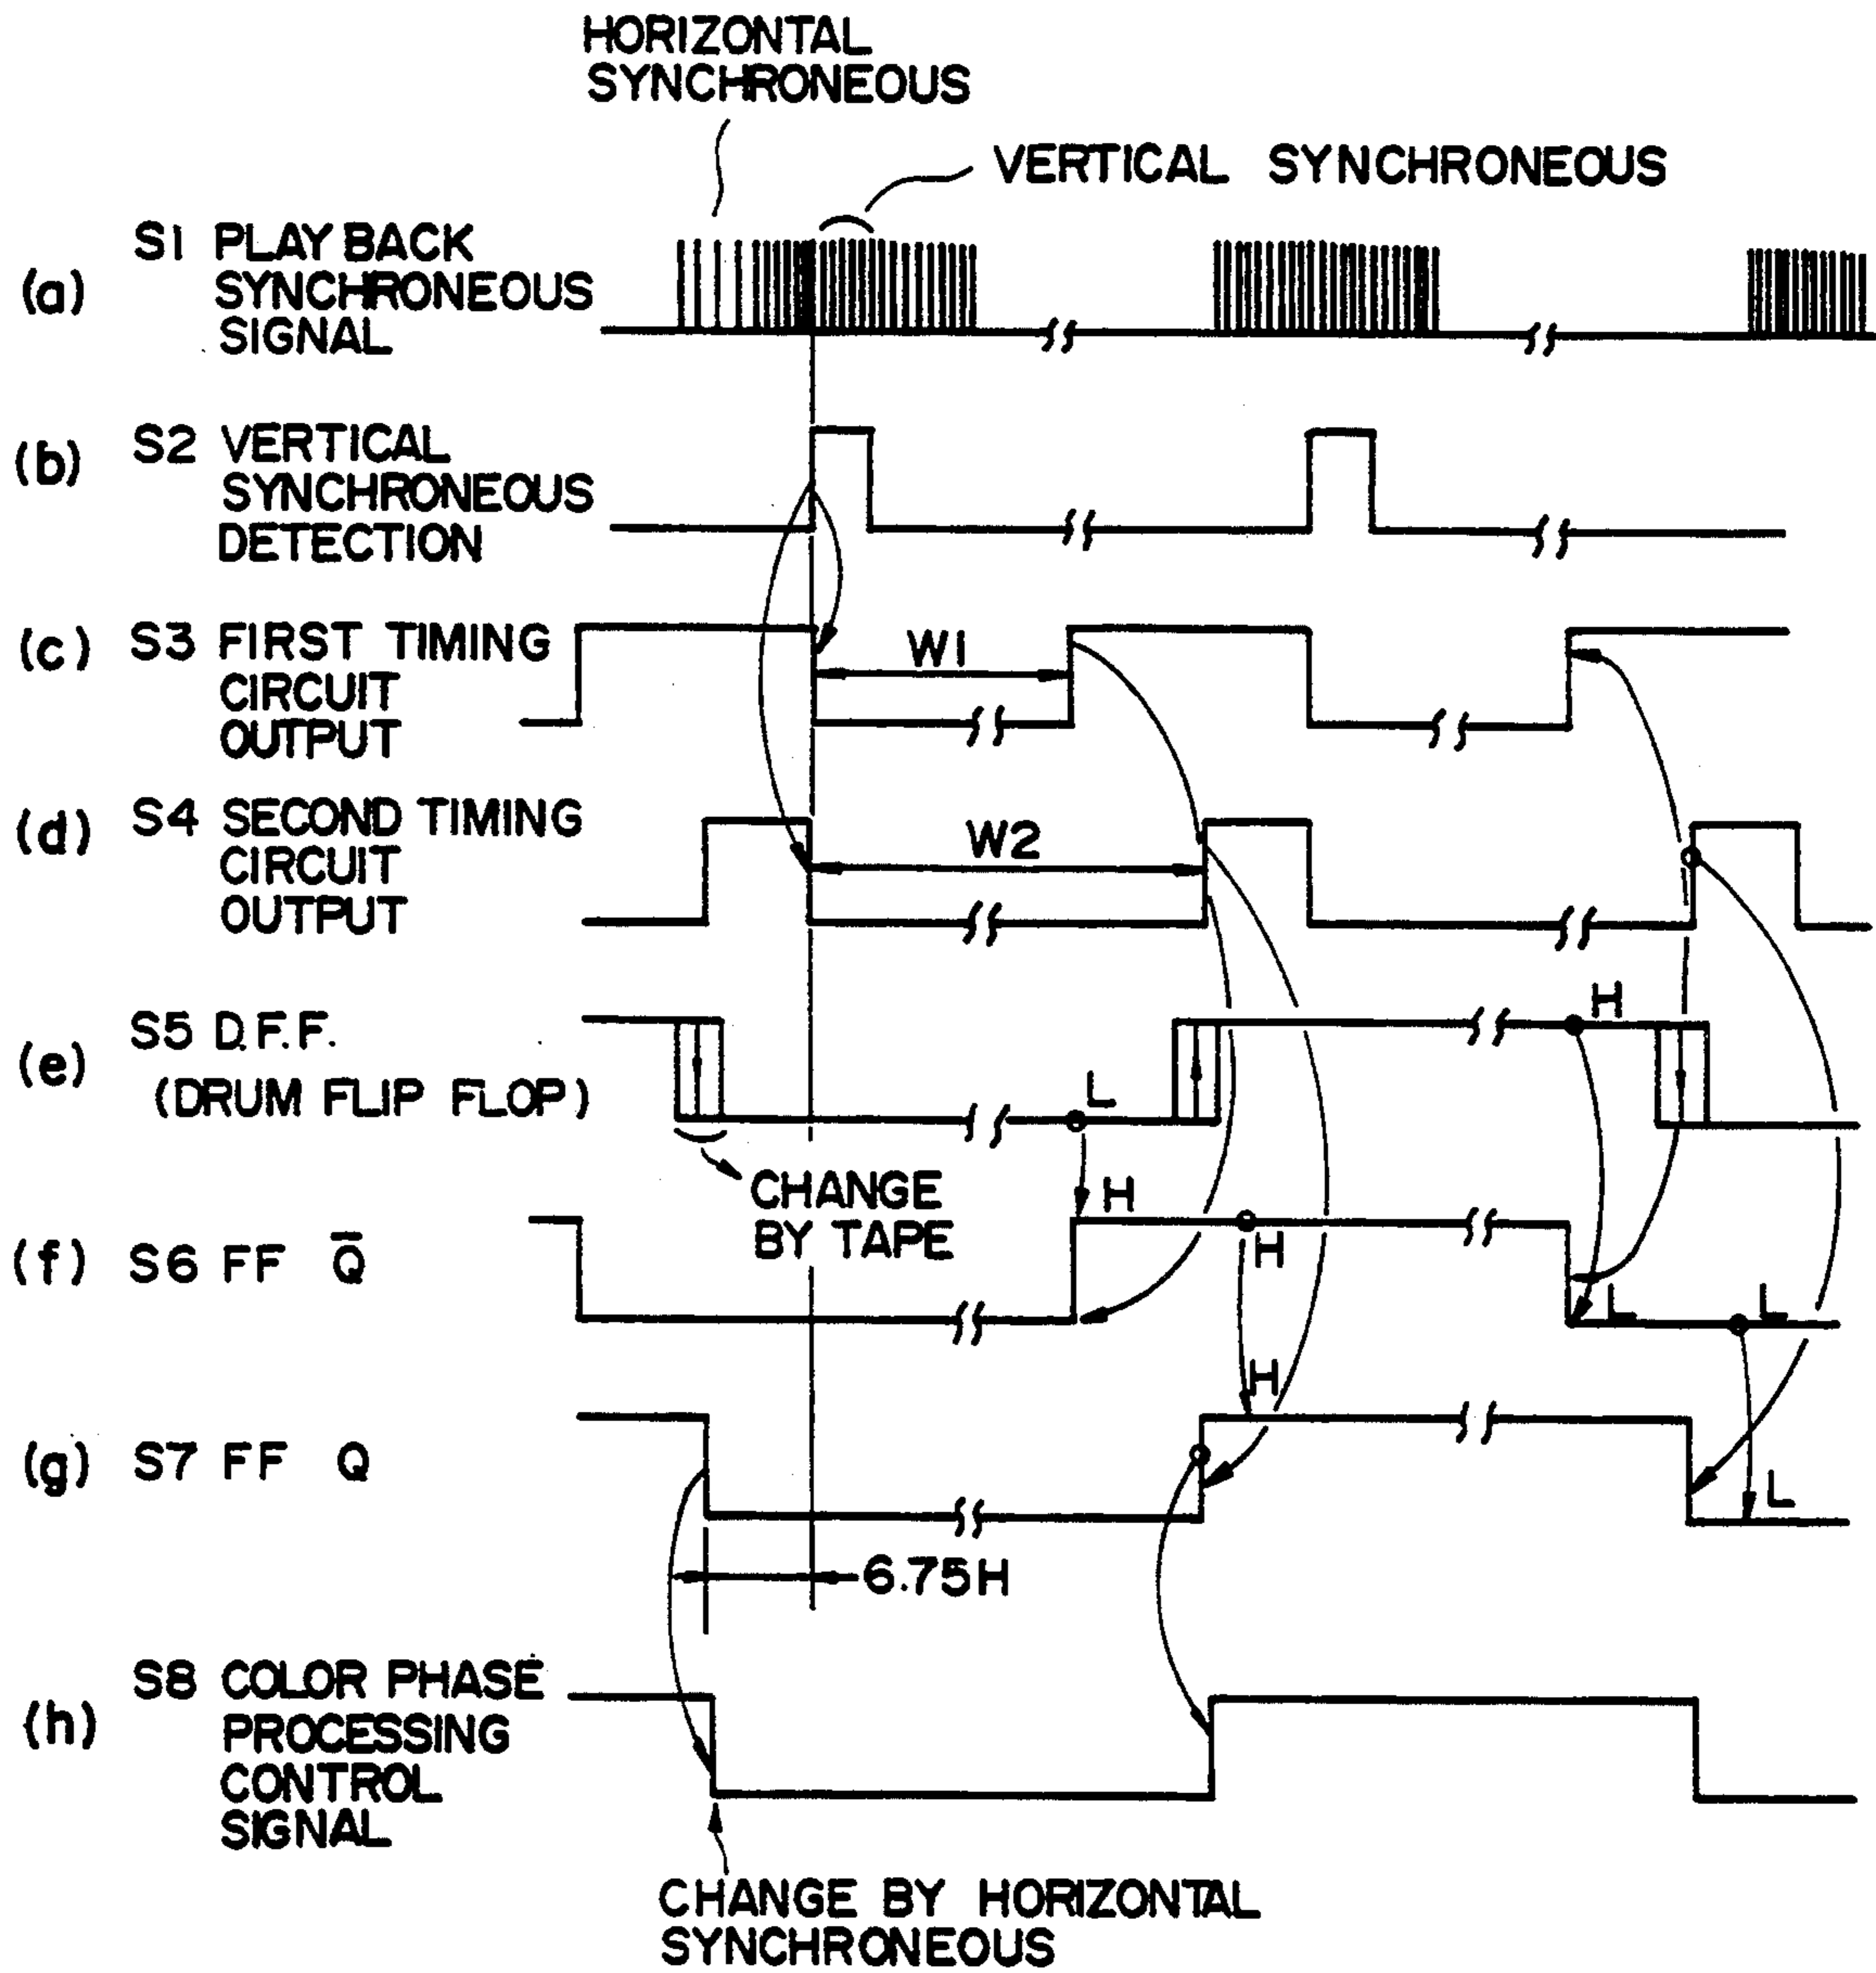 HORIZONTAL
SYNCHRONEOUS
VERTICAL SYNCHRONEOUS
(a) S1 PLAY BACK
SYNCHRONEOUS
SIGNAL
(b) S2 VERTICAL
SYNCHRONEOUS
DETECTION
(c) S3 FIRST TIMING
CIRCUIT
OUTPUT
W1
(d) S4 SECOND TIMING
CIRCUIT
OUTPUT
W2
(e) S5 D.F.F.
(DRUM FLIP FLOP)
L
H
CHANGE
BY TAPE
H
(f) S6 FF Q̅
H
L
L
H
(g) S7 FF Q
L
6.75H
(h) S8 COLOR PHASE
PROCESSING
CONTROL
SIGNAL
CHANGE BY HORIZONTAL
SYNCHRONEOUS